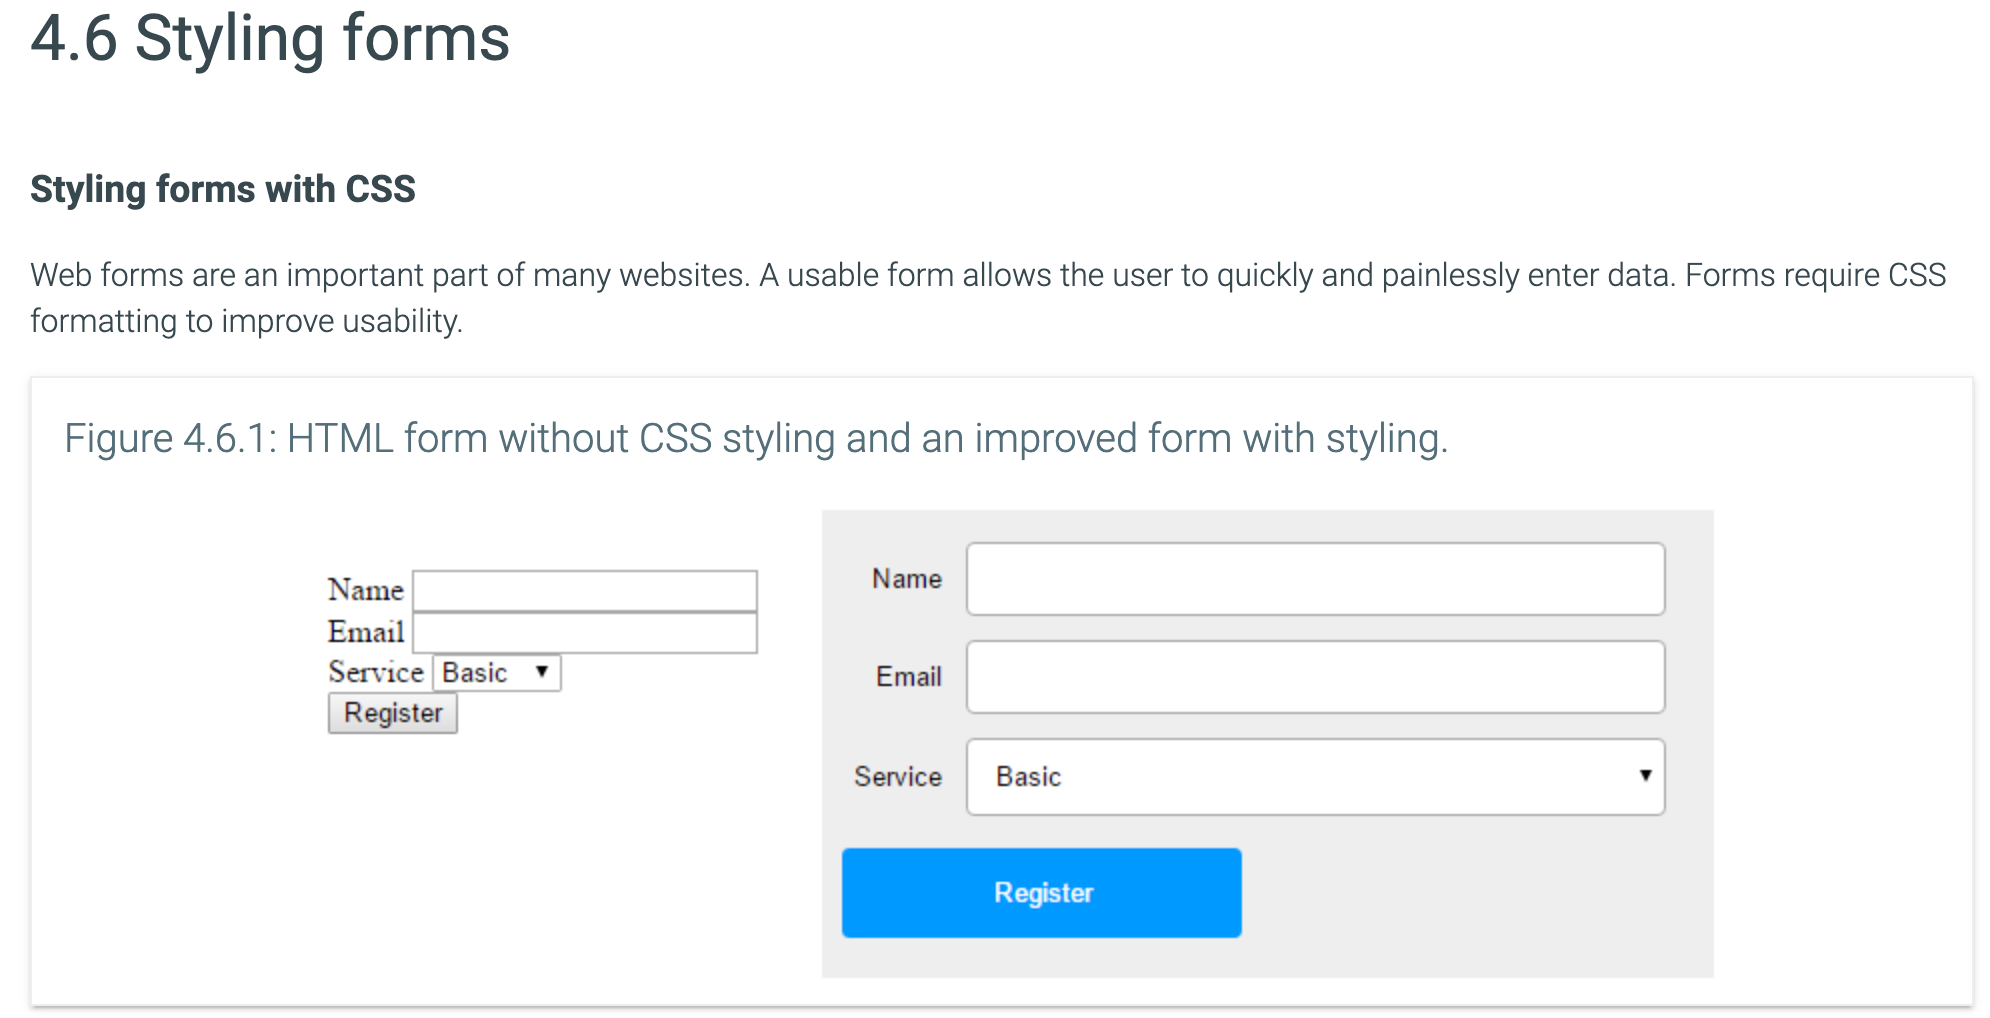 4.6 Styling forms
Styling forms with CSS
Web forms are an important part of many websites. A usable form allows the user to quickly and painlessly enter data. Forms require CSS
formatting to improve usability.
Figure 4.6.1: HTML form without CSS styling and an improved form with styling.
Name
Email
Service Basic ▼
Register
Name
Email
Service Basic ▼
Register